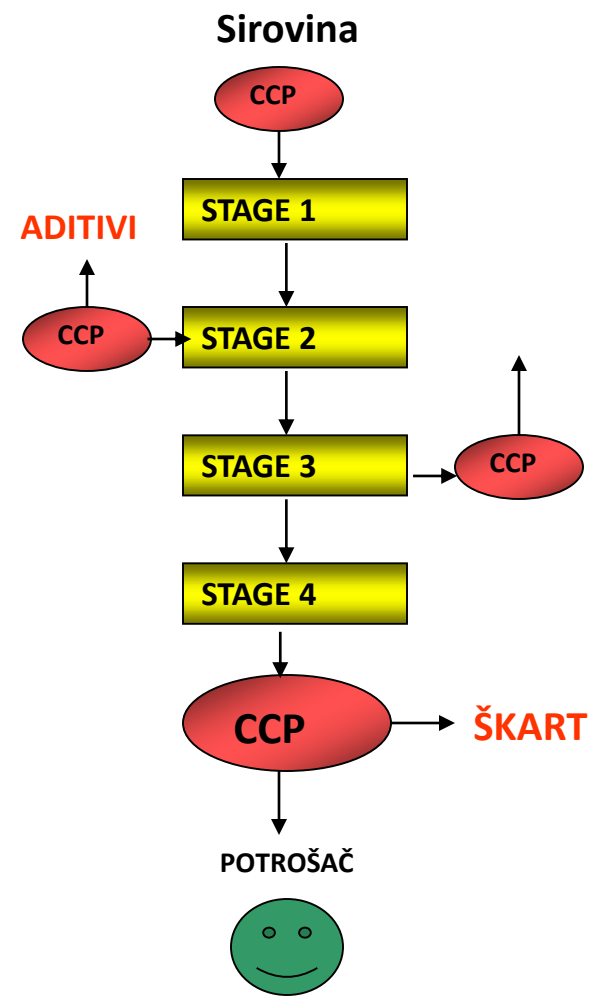 Sirovina
CCP
STAGE 1
ADITIVI
CCP
STAGE 2
STAGE 3
CCP
STAGE 4
CCP
ŠKART
POTROŠAČ